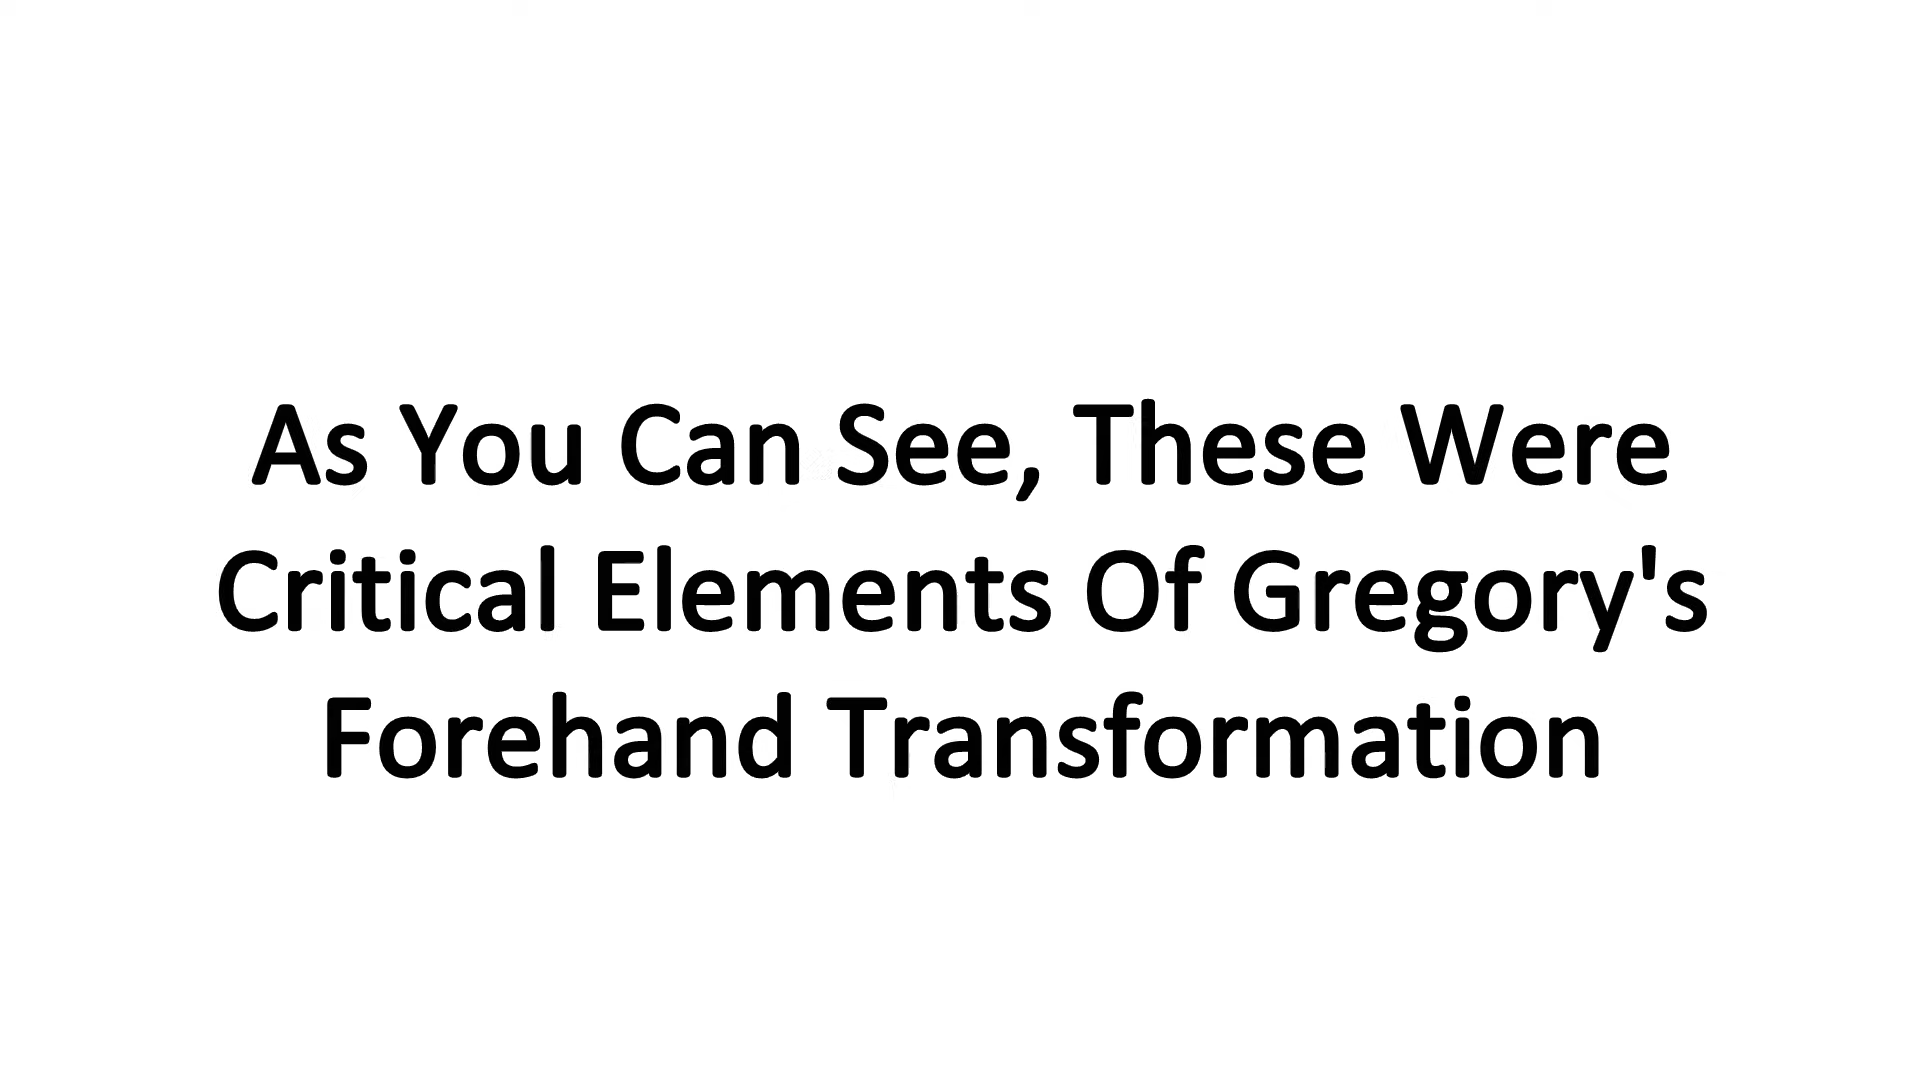 As You Can See, These Were
Critical Elements Of Gregory's
Forehand Transformation